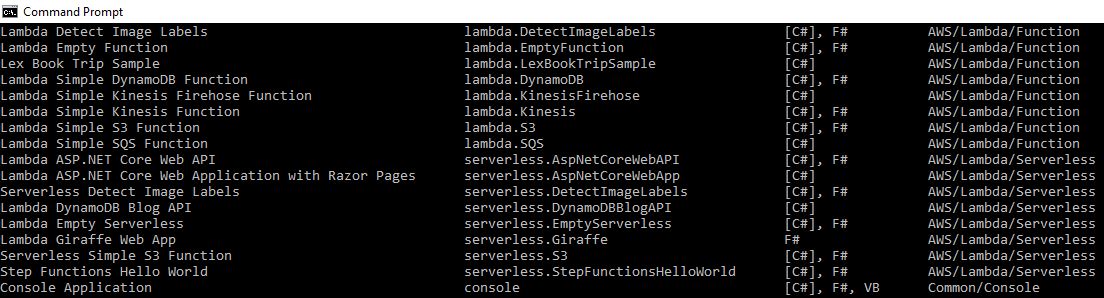 Command Prompt
Lambda Detect Image Labels lambda.DetectImageLabels [C#], F# AWS/Lambda/Function
Lambda Empty Function lambda.EmptyFunction [C#], F# AWS/Lambda/Function
Lex Book Trip Sample lambda.LexBookTripSample [C#] AWS/Lambda/Function
Lambda Simple DynamoDB Function lambda.DynamoDB [C#], F# AWS/Lambda/Function
Lambda Simple Kinesis Firehose Function lambda.KinesisFirehose [C#] AWS/Lambda/Function
Lambda Simple Kinesis Function lambda.Kinesis [C#], F# AWS/Lambda/Function
Lambda Simple S3 Function lambda.S3 [C#], F# AWS/Lambda/Function
Lambda Simple SQS Function lambda.SQS [C#] AWS/Lambda/Function
Lambda ASP.NET Core Web API serverless.AspNetCoreWebAPI [C#], F# AWS/Lambda/Serverless
Lambda ASP.NET Core Web Application with Razor Pages serverless.AspNetCoreWebApp [C#] AWS/Lambda/Serverless
Serverless Detect Image Labels serverless.DetectImageLabels [C#], F# AWS/Lambda/Serverless
Lambda DynamoDB Blog API serverless.DynamoDBBlogAPI [C#] AWS/Lambda/Serverless
Lambda Empty Serverless serverless.EmptyServerless [C#], F# AWS/Lambda/Serverless
Lambda Giraffe Web App serverless.Giraffe F# AWS/Lambda/Serverless
Serverless Simple S3 Function serverless.S3 [C#], F# AWS/Lambda/Serverless
Step Functions Hello World serverless.StepFunctionsHelloWorld [C#], F# AWS/Lambda/Serverless
Console Application console [C#], F#, VB Common/Console